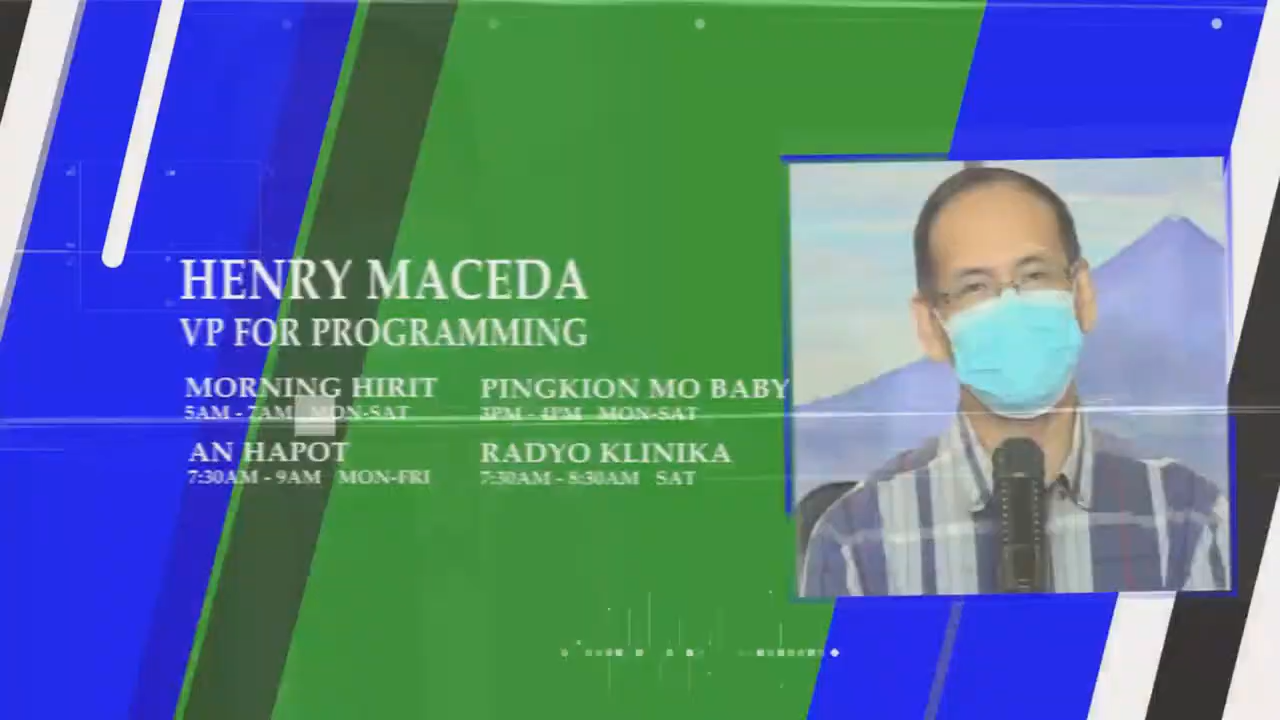 HENRY MACEDA
VP FOR PROGRAMMING
MORNING HIRIT
5AM - 7AM MON-SAT
AN HAPOT
7:30AM - 9AM MON-FRI
PINGKION MO BABY
3PM - 4PM MON-SAT
RADYO KLINIKA
7:30AM - 8:30AM SAT